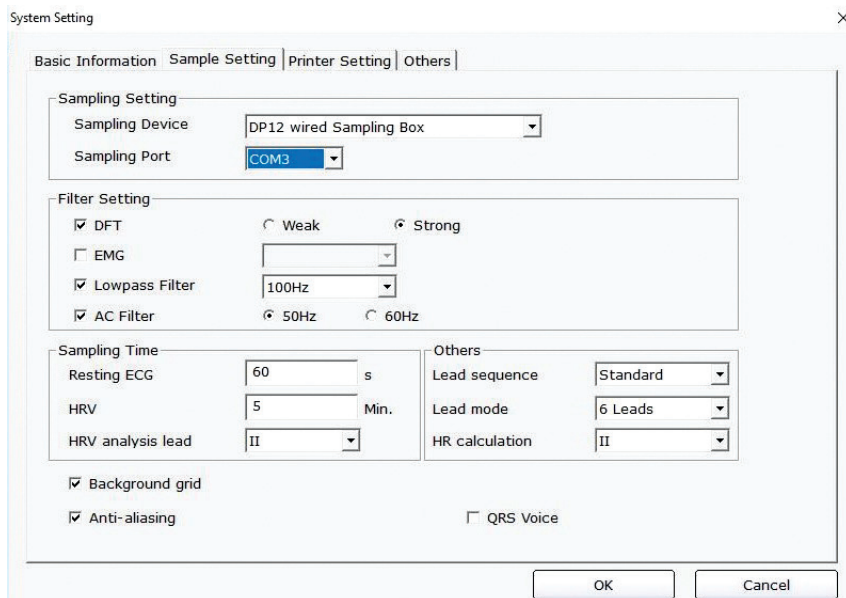 System Setting
Basic Information Sample Setting Printer Setting Others
Sampling Setting
Sampling Device DP12 wired Sampling Box
Sampling Port COM3
Filter Setting
DFT Weak Strong
EMG
Lowpass Filter 100Hz
AC Filter 50Hz 60Hz
Sampling Time Others
Resting ECG 60 s Lead sequence Standard
HRV 5 Min. Lead mode 6 Leads
HRV analysis lead II HR calculation II
Background grid
Anti-aliasing QRS Voice
OK Cancel